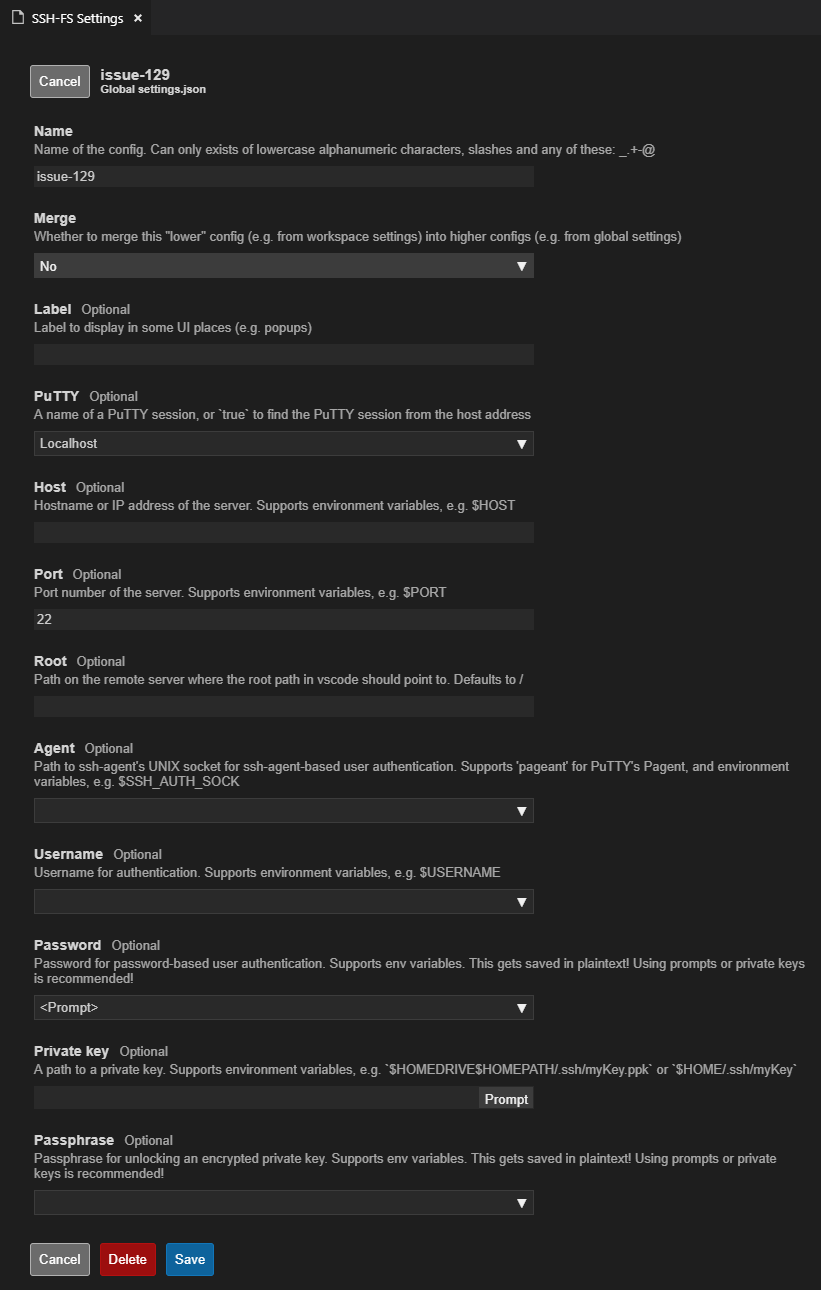 SSH-FS Settings ×
Cancel issue-129
Global settings.json
Name
Name of the config. Can only exists of lowercase alphanumeric characters, slashes and any of these: _.+-@
issue-129
Merge
Whether to merge this "lower" config (e.g. from workspace settings) into higher configs (e.g. from global settings)
No ▼
Label Optional
Label to display in some UI places (e.g. popups)
PuTTY Optional
A name of a PuTTY session, or `true` to find the PuTTY session from the host address
Localhost ▼
Host Optional
Hostname or IP address of the server. Supports environment variables, e.g. $HOST
Port Optional
Port number of the server. Supports environment variables, e.g. $PORT
22
Root Optional
Path on the remote server where the root path in vscode should point to. Defaults to /
Agent Optional
Path to ssh-agent's UNIX socket for ssh-agent-based user authentication. Supports 'pageant' for PuTTY's Pagent, and environment
variables, e.g. $SSH_AUTH_SOCK
▼
Username Optional
Username for authentication. Supports environment variables, e.g. $USERNAME
▼
Password Optional
Password for password-based user authentication. Supports env variables. This gets saved in plaintext! Using prompts or private keys
is recommended!
<Prompt> ▼
Private key Optional
A path to a private key. Supports environment variables, e.g. `$HOMEDRIVE$HOMEPATH/.ssh/myKey.ppk` or `$HOME/.ssh/myKey`
Prompt
Passphrase Optional
Passphrase for unlocking an encrypted private key. Supports env variables. This gets saved in plaintext! Using prompts or private
keys is recommended!
▼
Cancel Delete Save